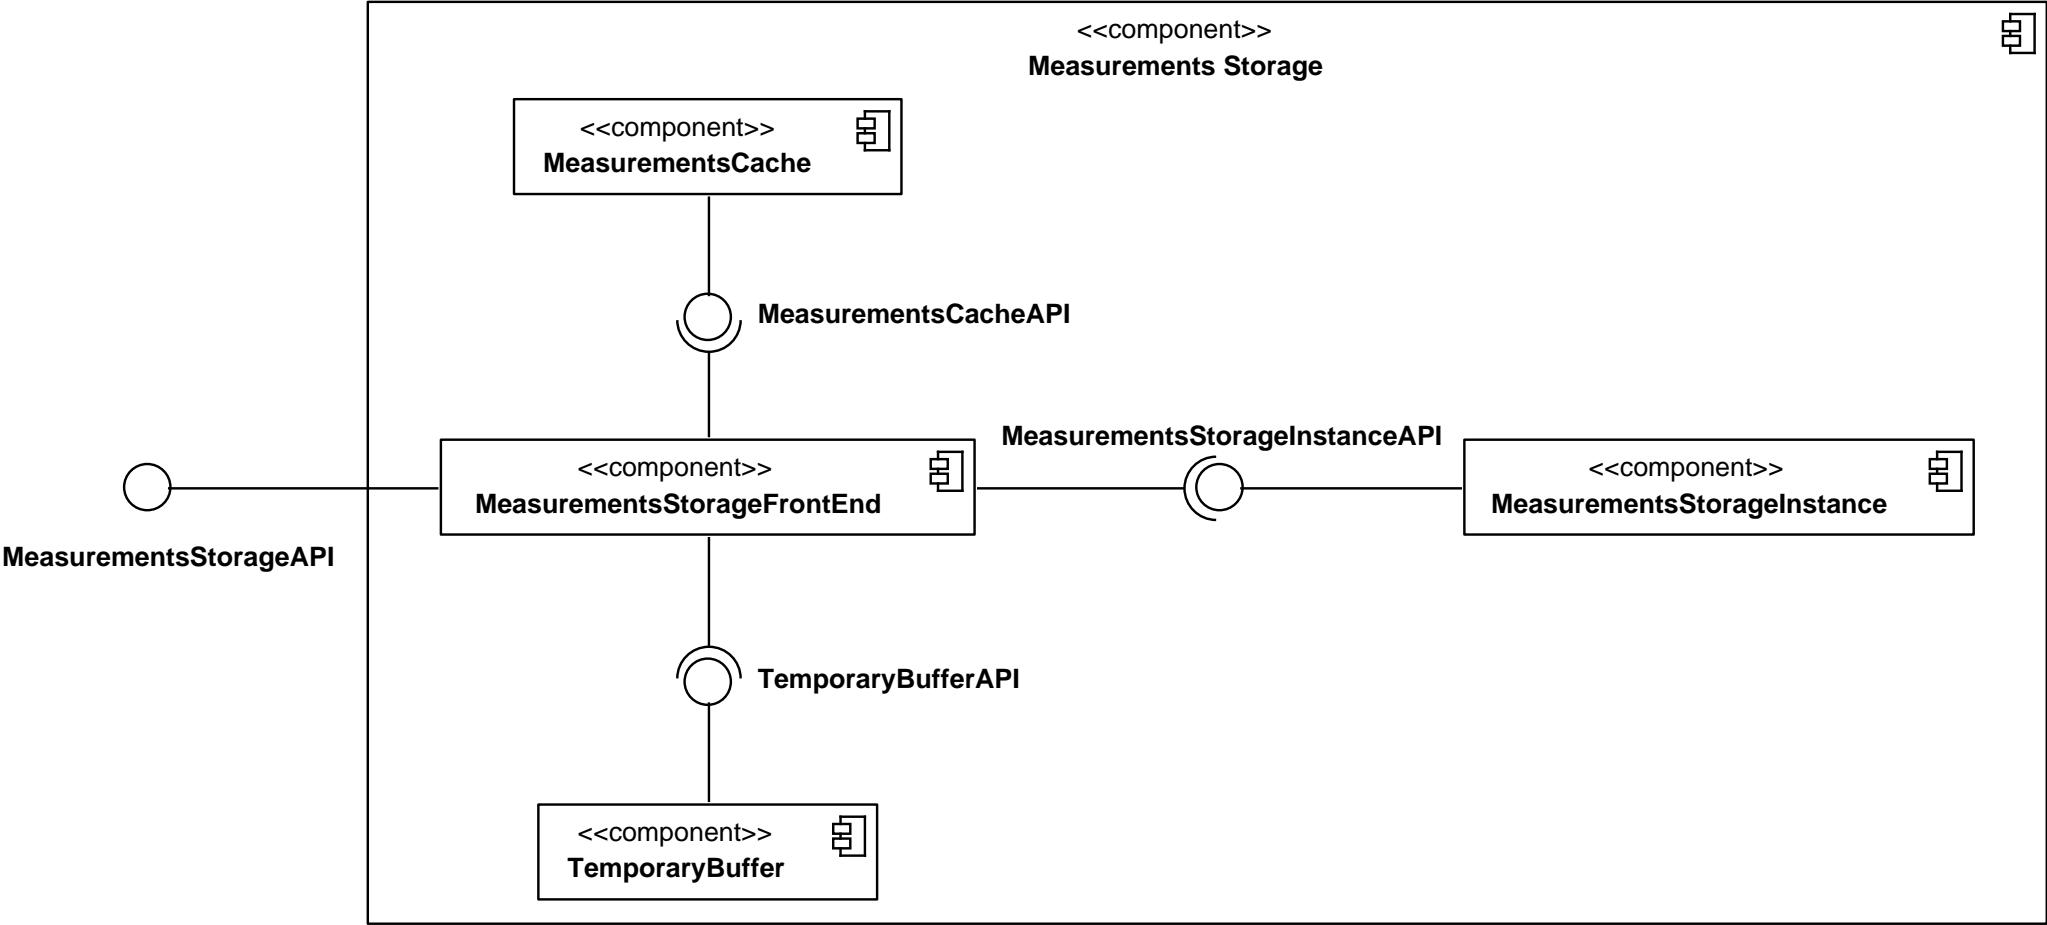 <<component>>
Measurements Storage
<<component>>
MeasurementsCache
MeasurementsCacheAPI
MeasurementsStorageInstanceAPI
<<component>>
MeasurementsStorageFrontEnd
<<component>>
MeasurementsStorageInstance
MeasurementsStorageAPI
TemporaryBufferAPI
<<component>>
TemporaryBuffer